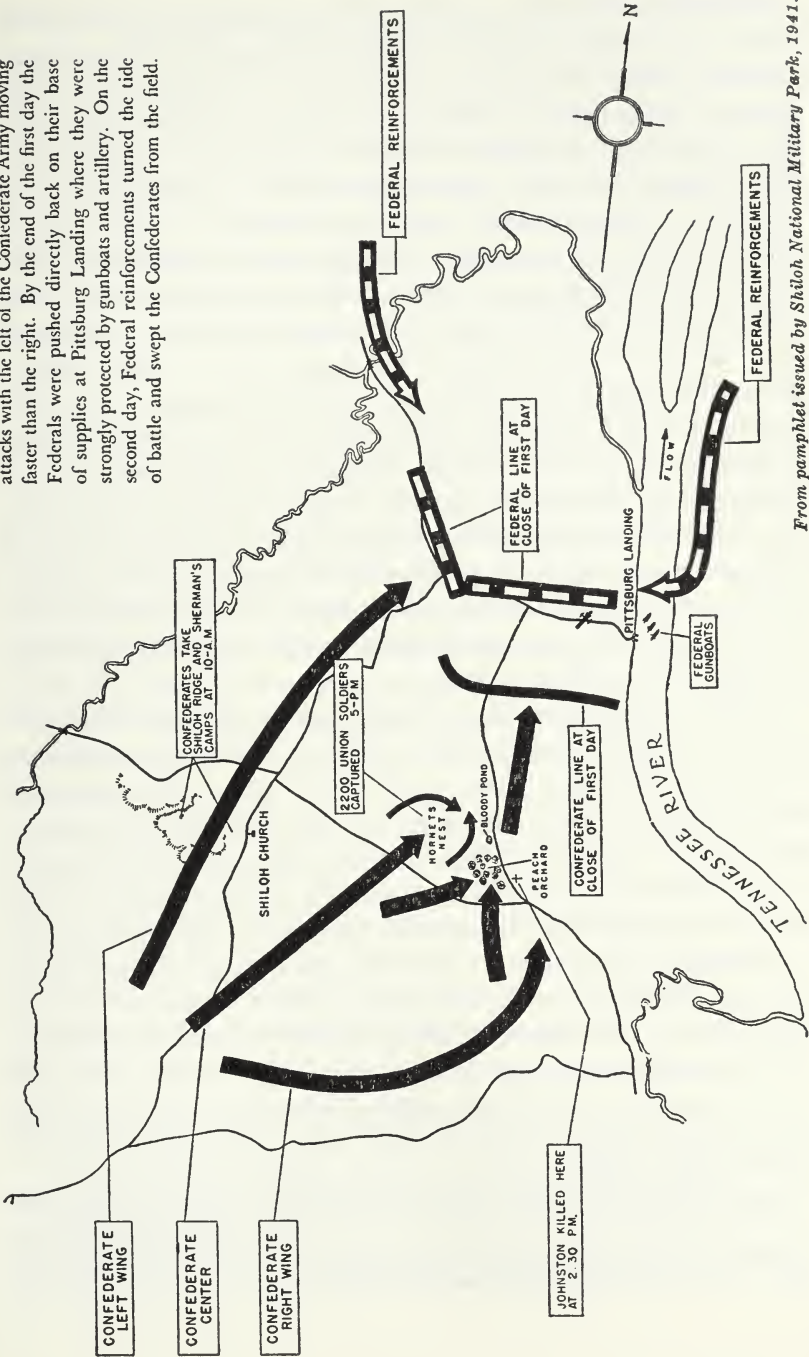 attacks with the left of the Confederate Army moving
faster than the right. By the end of the first day the
Federals were pushed directly back on their base
of supplies at Pittsburg Landing where they were
strongly protected by gunboats and artillery. On the
second day, Federal reinforcements turned the tide
of battle and swept the Confederates from the field.
FEDERAL REINFORCEMENTS
N
CONFEDERATES TAKE
SHILOH RIDGE AND SHERMAN'S
CAMPS AT 10-A.M
SHILOH CHURCH
2200 UNION SOLDIERS
CAPTURED 5-PM
HORNETS
NEST
BLOODY POND
PEACH
ORCHARD
FEDERAL LINE AT
CLOSE OF FIRST DAY
CONFEDERATE LINE AT
CLOSE OF FIRST DAY
PITTSBURG LANDING
FLOW
FEDERAL
GUNBOATS
FEDERAL REINFORCEMENTS
TENNESSEE RIVER
CONFEDERATE
LEFT WING
CONFEDERATE
CENTER
CONFEDERATE
RIGHT WING
JOHNSTON KILLED HERE
AT 2.30 PM.
From pamphlet issued by Shiloh National Military Park, 1941.